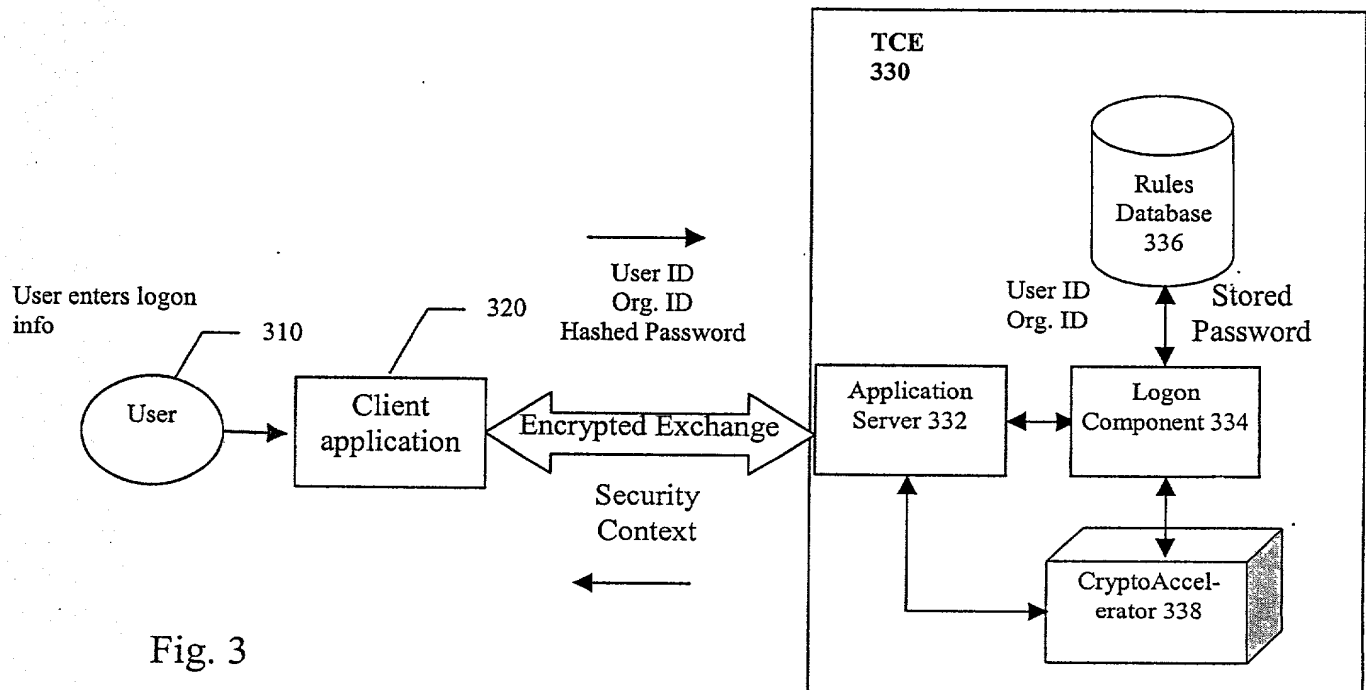 TCE
330
Rules
Database
336
User ID
Org. ID
Hashed Password
User enters logon
info
310
320
User ID
Org. ID
Stored
Password
User
Client
application
Encrypted Exchange
Application
Server 332
Logon
Component 334
Security
Context
CryptoAccel-
erator 338
Fig. 3